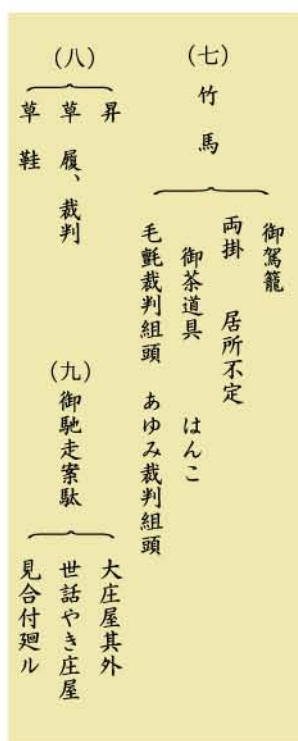 (七)
竹馬
御駕籠
両掛 居所不定
御茶道具 はんこ
毛氈裁判組頭 あゆみ裁判組頭
(八)
昇
草履、裁判
草鞋
(九)
御馳走案駄
大庄屋其外
世話やき庄屋
見合付廻ル